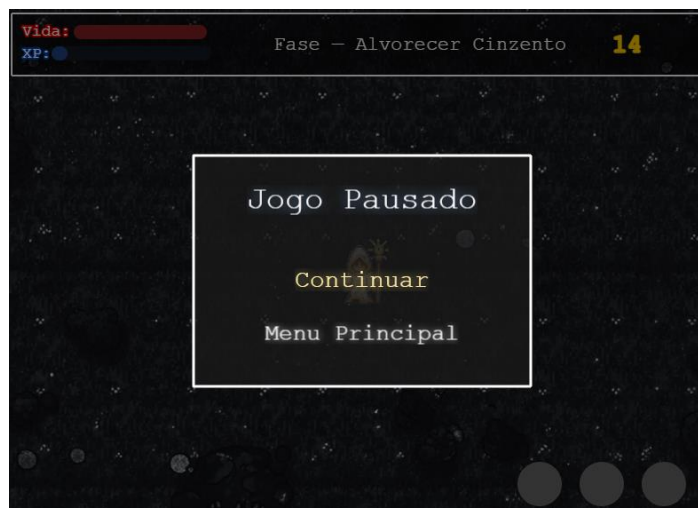 Vida:
XP:
Fase — Alvorecer Cinzento
14
Jogo Pausado
Continuar
Menu Principal